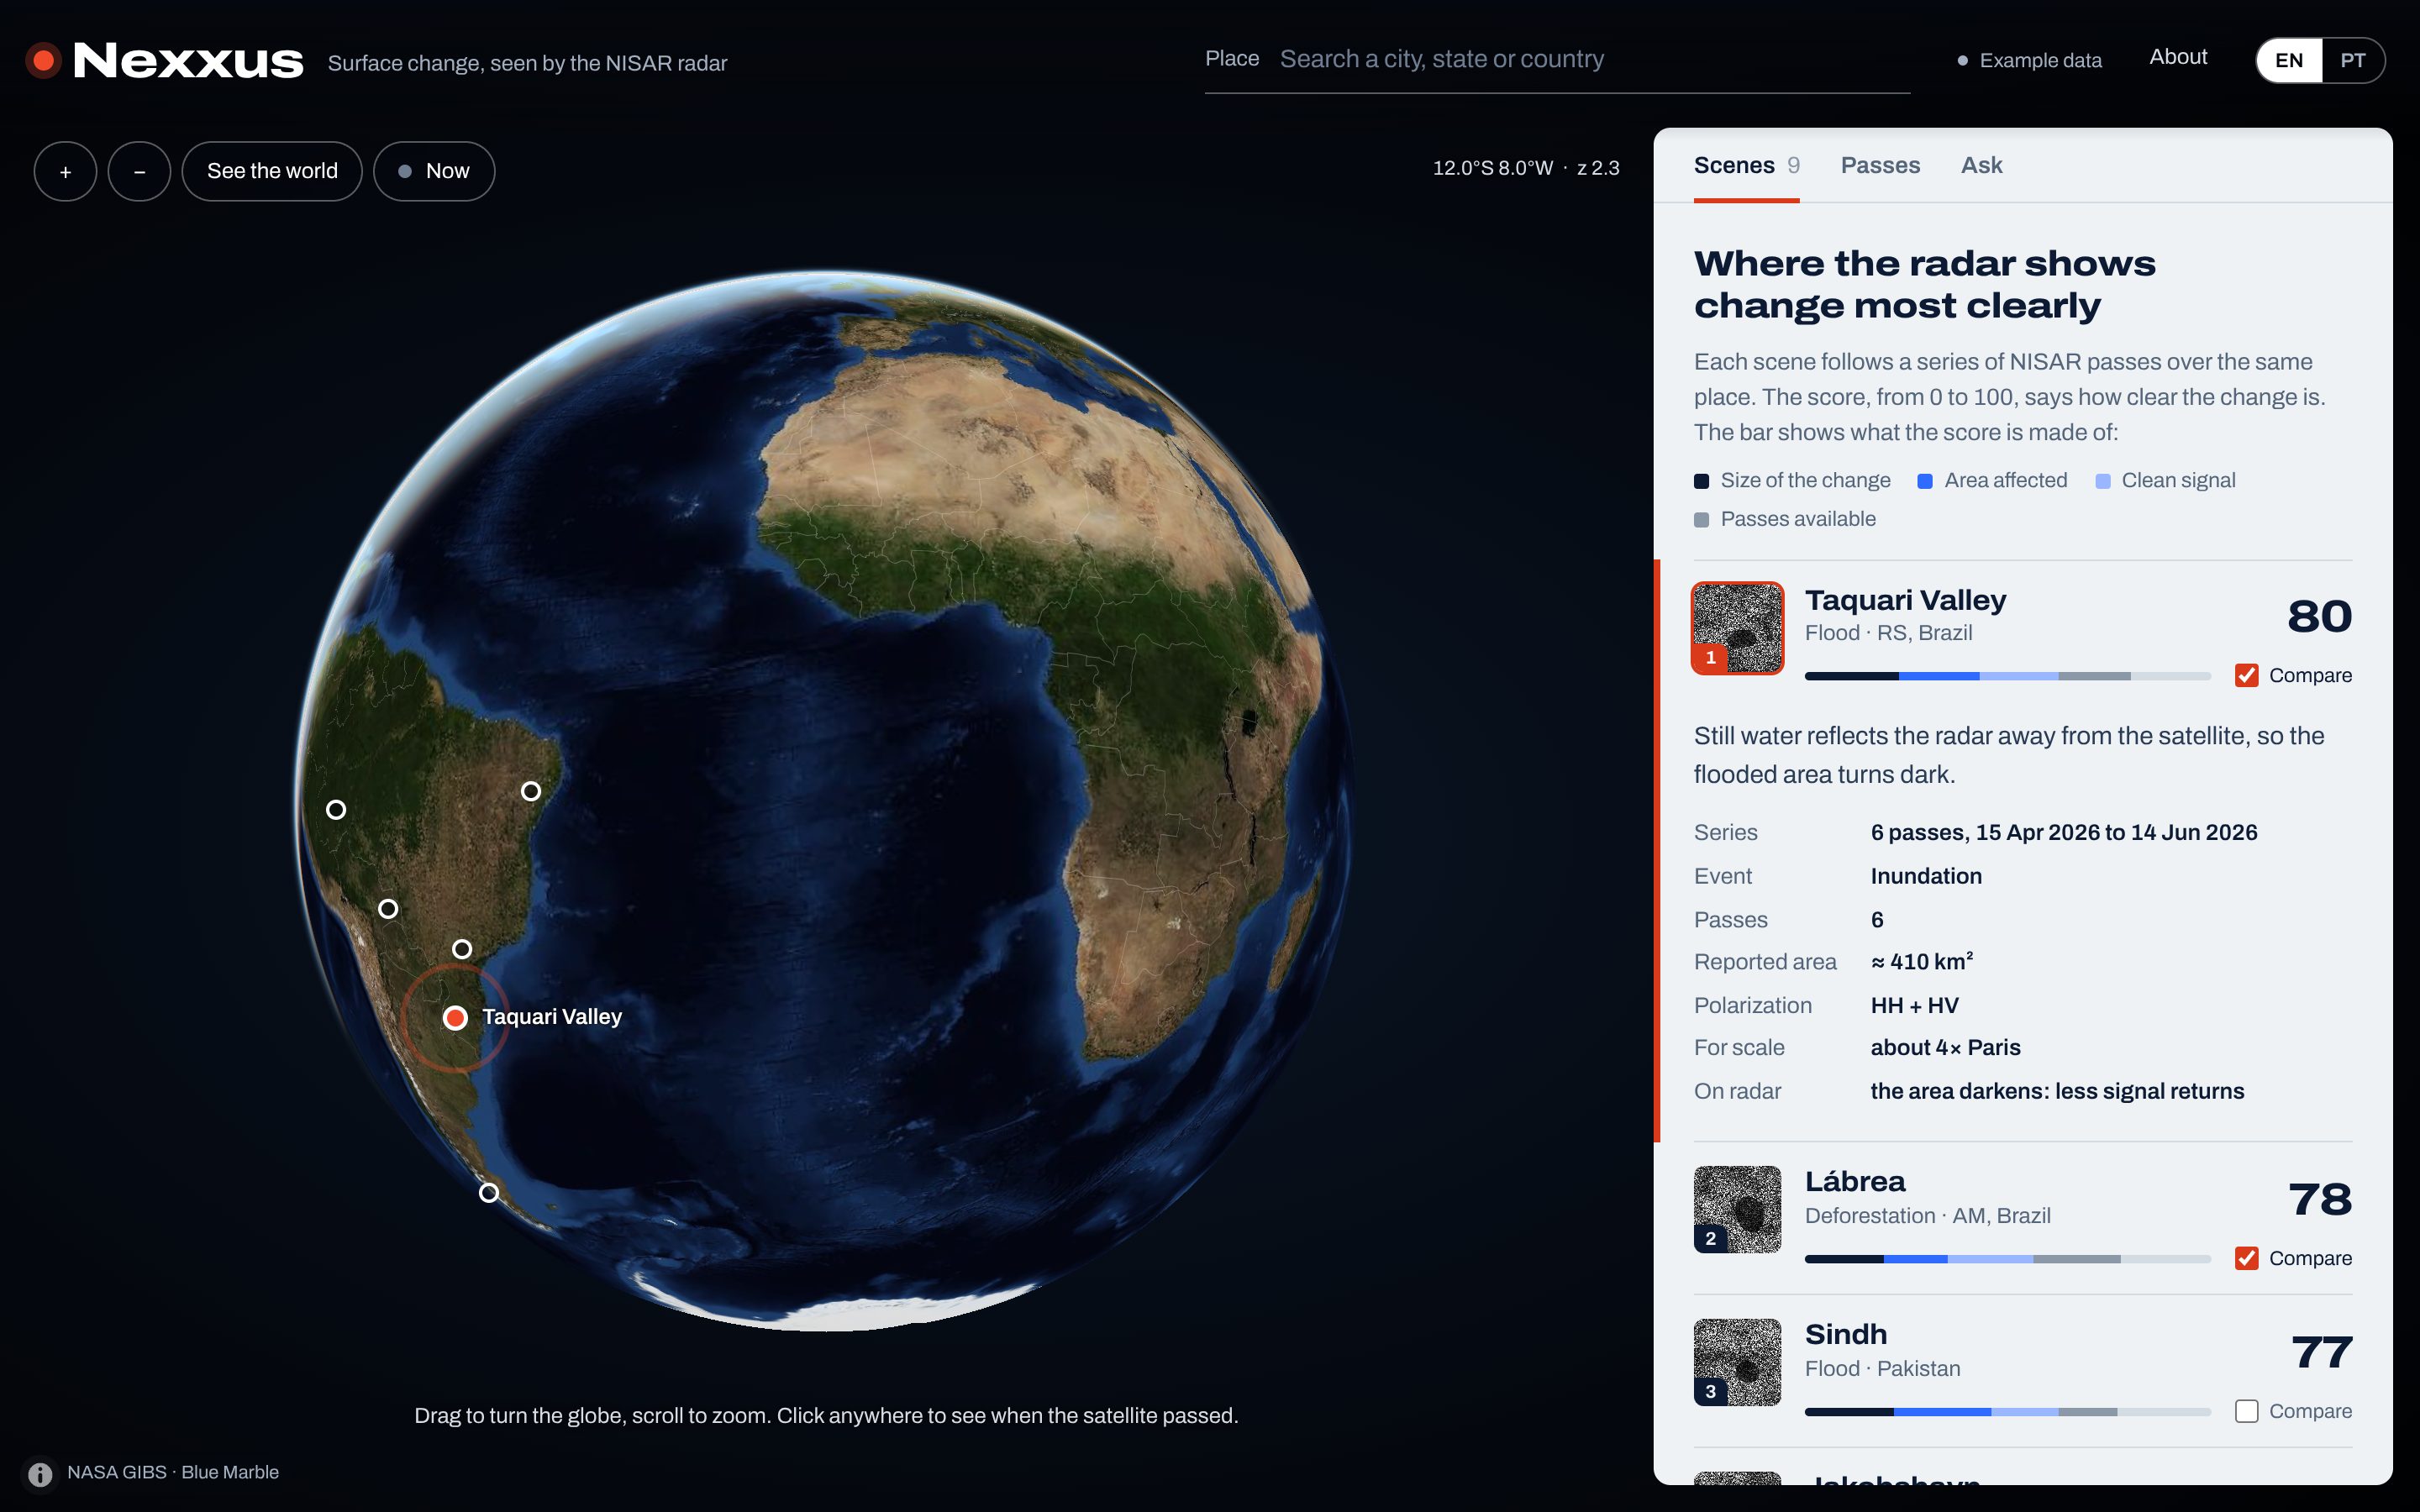 Nexxus
Surface change, seen by the NISAR radar
Place
Search a city, state or country
Example data
About
EN
PT
+
−
See the world
Now
12.0°S 8.0°W · z 2.3
Taquari Valley
Drag to turn the globe, scroll to zoom. Click anywhere to see when the satellite passed.
NASA GIBS · Blue Marble
Scenes 9
Passes
Ask
Where the radar shows
change most clearly
Each scene follows a series of NISAR passes over the same
place. The score, from 0 to 100, says how clear the change is.
The bar shows what the score is made of:
Size of the change
Area affected
Clean signal
Passes available
1
Taquari Valley
Flood · RS, Brazil
80
Compare
Still water reflects the radar away from the satellite, so the
flooded area turns dark.
Series 6 passes, 15 Apr 2026 to 14 Jun 2026
Event Inundation
Passes 6
Reported area ≈ 410 km²
Polarization HH + HV
For scale about 4× Paris
On radar the area darkens: less signal returns
2
Lábrea
Deforestation · AM, Brazil
78
Compare
3
Sindh
Flood · Pakistan
77
Compare